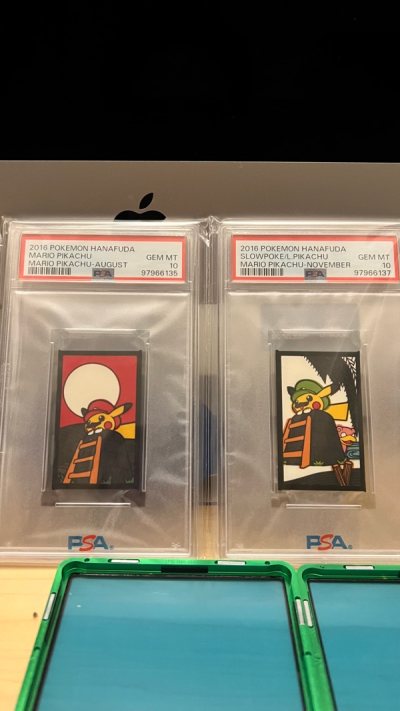 2016 POKEMON HANAFUDA
MARIO PIKACHU GEM MT
MARIO PIKACHU-AUGUST 10
PSA 97966135
2016 POKEMON HANAFUDA
SLOWPOKE/L.PIKACHU GEM MT
MARIO PIKACHU-NOVEMBER 10
PSA 97966137
PSA
PSA